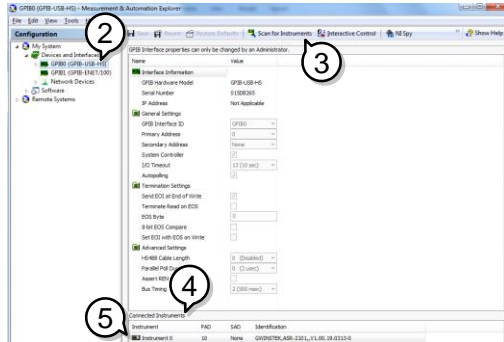 GPIB0 (GPIB-USB-HS) - Measurement & Automation Explorer
File Edit View Tools
Configuration
My System
Devices and Interfaces
GPIB0 (GPIB-USB-HS)
GPIB1 (GPIB-ENET/100)
Network Devices
Software
Remote Systems
2
Save Revert Restore Defaults Scan for Instruments Interactive Control NI Spy » Show Help
3
GPIB Interface properties can only be changed by an Administrator.
Name Value
Interface Information
GPIB Hardware Model GPIB-USB-HS
Serial Number
IP Address Not Applicable
General Settings
GPIB Interface ID GPIB0
Primary Address 0
Secondary Address None
System Controller
I/O Timeout 13 (10 sec)
Autopolling
Termination Settings
Send EOI at End of Write
Terminate Read on EOS
EOS Byte 0
8-bit EOS Compare
Set EOI with EOS on Write
Advanced Settings
HS488 Cable Length 0 (Disabled)
Parallel Poll 0 (2 usec)
Assert REN
Bus Timing 2 (500 nsec)
4
Connected Instruments
Instrument PAD SAD Identification
5
Instrument 0 10 None GWINSTEK,ASR-2101,